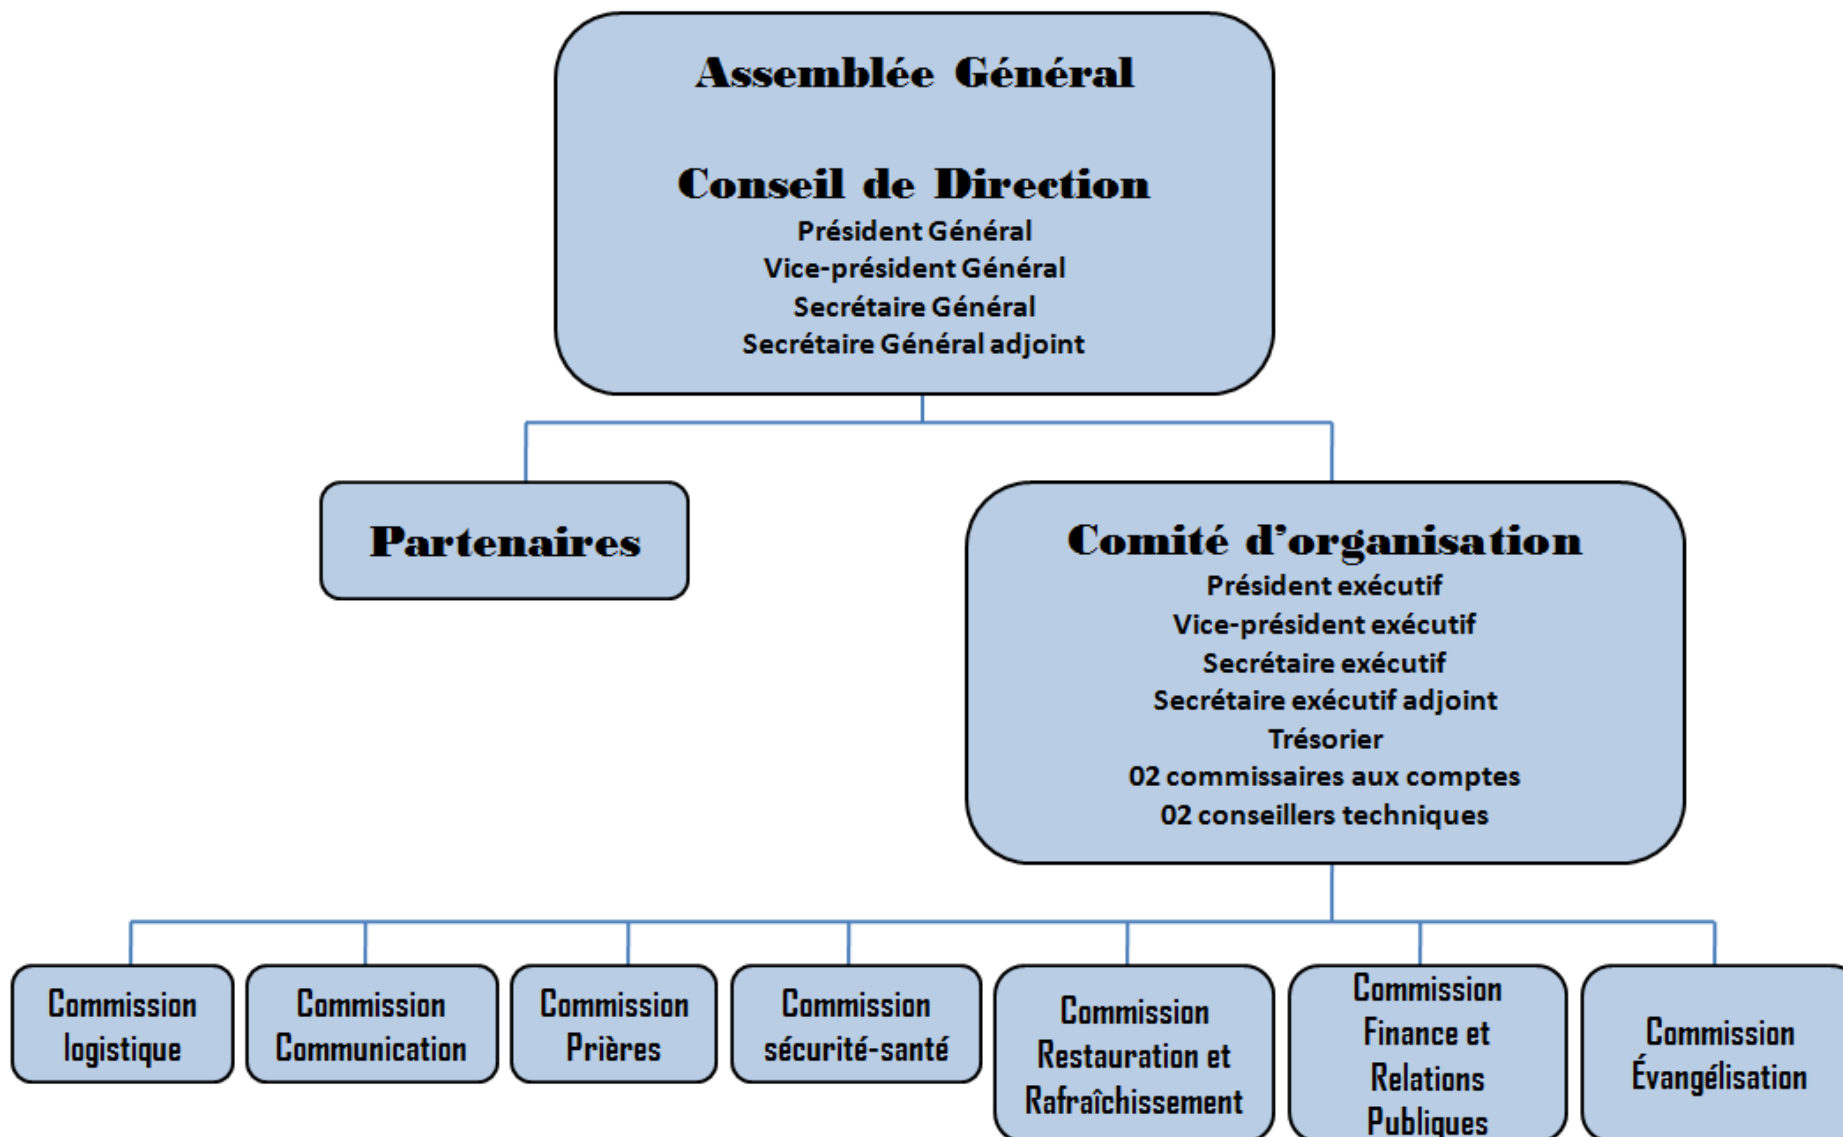 Assemblée Général
Conseil de Direction
Président Général
Vice-président Général
Secrétaire Général
Secrétaire Général adjoint
Partenaires
Comité d'organisation
Président exécutif
Vice-président exécutif
Secrétaire exécutif
Secrétaire exécutif adjoint
Trésorier
02 commissaires aux comptes
02 conseillers techniques
Commission
logistique
Commission
Communication
Commission
Prières
Commission
sécurité-santé
Commission
Restauration et
Rafraîchissement
Commission
Finance et
Relations
Publiques
Commission
Évangélisation